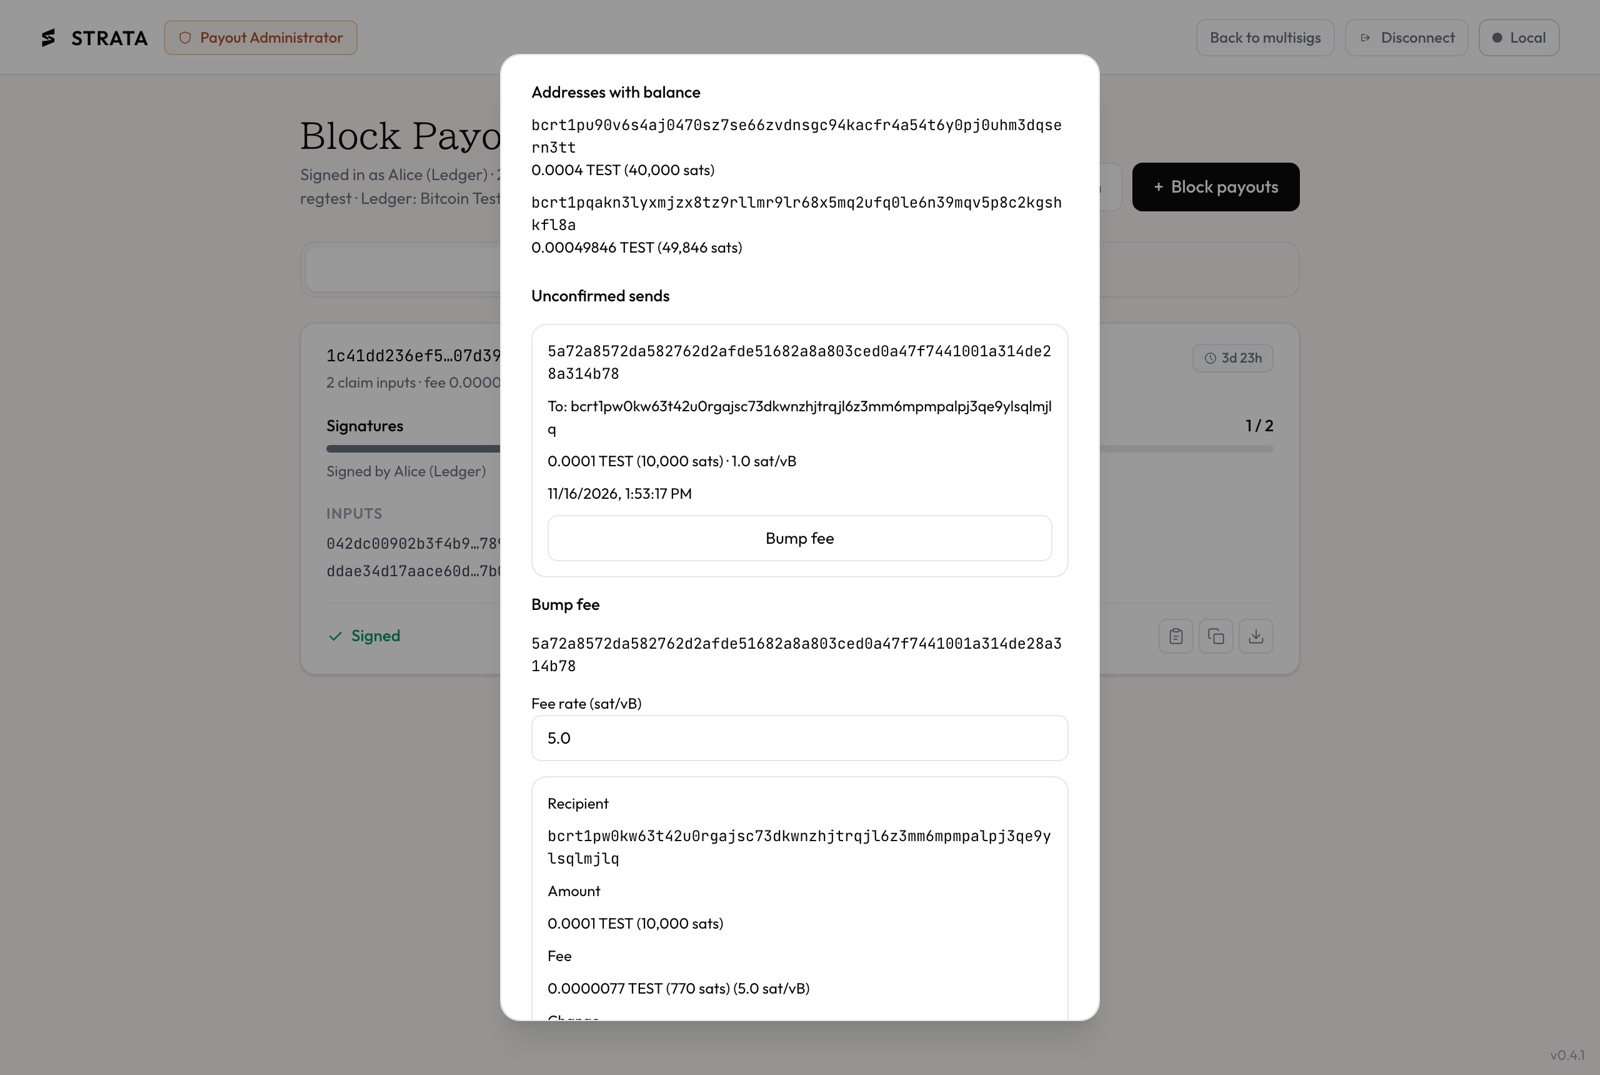 STRATA
Payout Administrator
Back to multisigs
Disconnect
Local
Block Payo
Signed in as Alice (Ledger) · 2
regtest · Ledger: Bitcoin Test
+ Block payouts
1c41dd236ef5…07d39
2 claim inputs · fee 0.0000
3d 23h
Signatures
1 / 2
Signed by Alice (Ledger)
INPUTS
042dc00902b3f4b9…789
ddae34d17aace60d…7b0
Signed
Addresses with balance
bcrt1pu90v6s4aj0470sz7se66zvdnsgc94kacfr4a54t6y0pj0uhm3dqse
rn3tt
0.0004 TEST (40,000 sats)
bcrt1pqakn3lyxmjzx8tz9rllmr9lr68x5mq2ufq0le6n39mqv5p8c2kgsh
kfl8a
0.00049846 TEST (49,846 sats)
Unconfirmed sends
5a72a8572da582762d2afde51682a8a803ced0a47f7441001a314de2
8a314b78
To: bcrt1pw0kw63t42u0rgajsc73dkwnzhjtrqjl6z3mm6mpmpalpj3qe9ylsqlmjl
q
0.0001 TEST (10,000 sats) · 1.0 sat/vB
11/16/2026, 1:53:17 PM
Bump fee
Bump fee
5a72a8572da582762d2afde51682a8a803ced0a47f7441001a314de28a3
14b78
Fee rate (sat/vB)
5.0
Recipient
bcrt1pw0kw63t42u0rgajsc73dkwnzhjtrqjl6z3mm6mpmpalpj3qe9y
lsqlmjlq
Amount
0.0001 TEST (10,000 sats)
Fee
0.0000077 TEST (770 sats) (5.0 sat/vB)
Change
v0.4.1